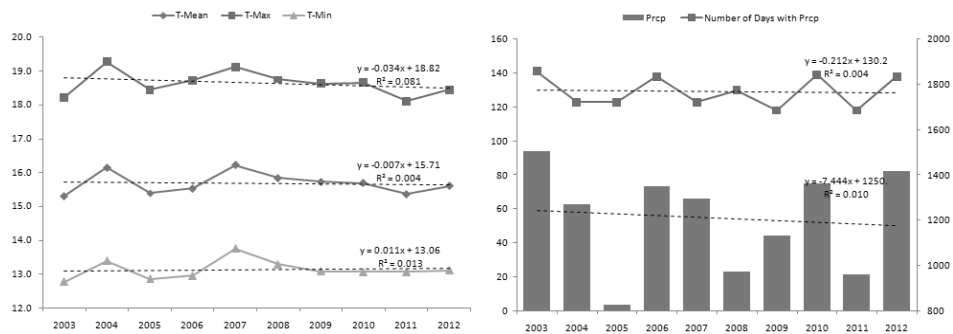 T-Mean T-Max T-Min
20.0
19.0
18.0
17.0
16.0
15.0
14.0
13.0
12.0
y = -0.034x + 18.82
R² = 0.081
y = -0.007x + 15.71
R² = 0.004
y = 0.011x + 13.06
R² = 0.013
2003 2004 2005 2006 2007 2008 2009 2010 2011 2012
Prcp Number of Days with Prcp
160
140
120
100
80
60
40
20
0
y = -0.212x + 130.2
R² = 0.004
y = -7.444x + 1250.
R² = 0.010
2000
1800
1600
1400
1200
1000
800
2003 2004 2005 2006 2007 2008 2009 2010 2011 2012